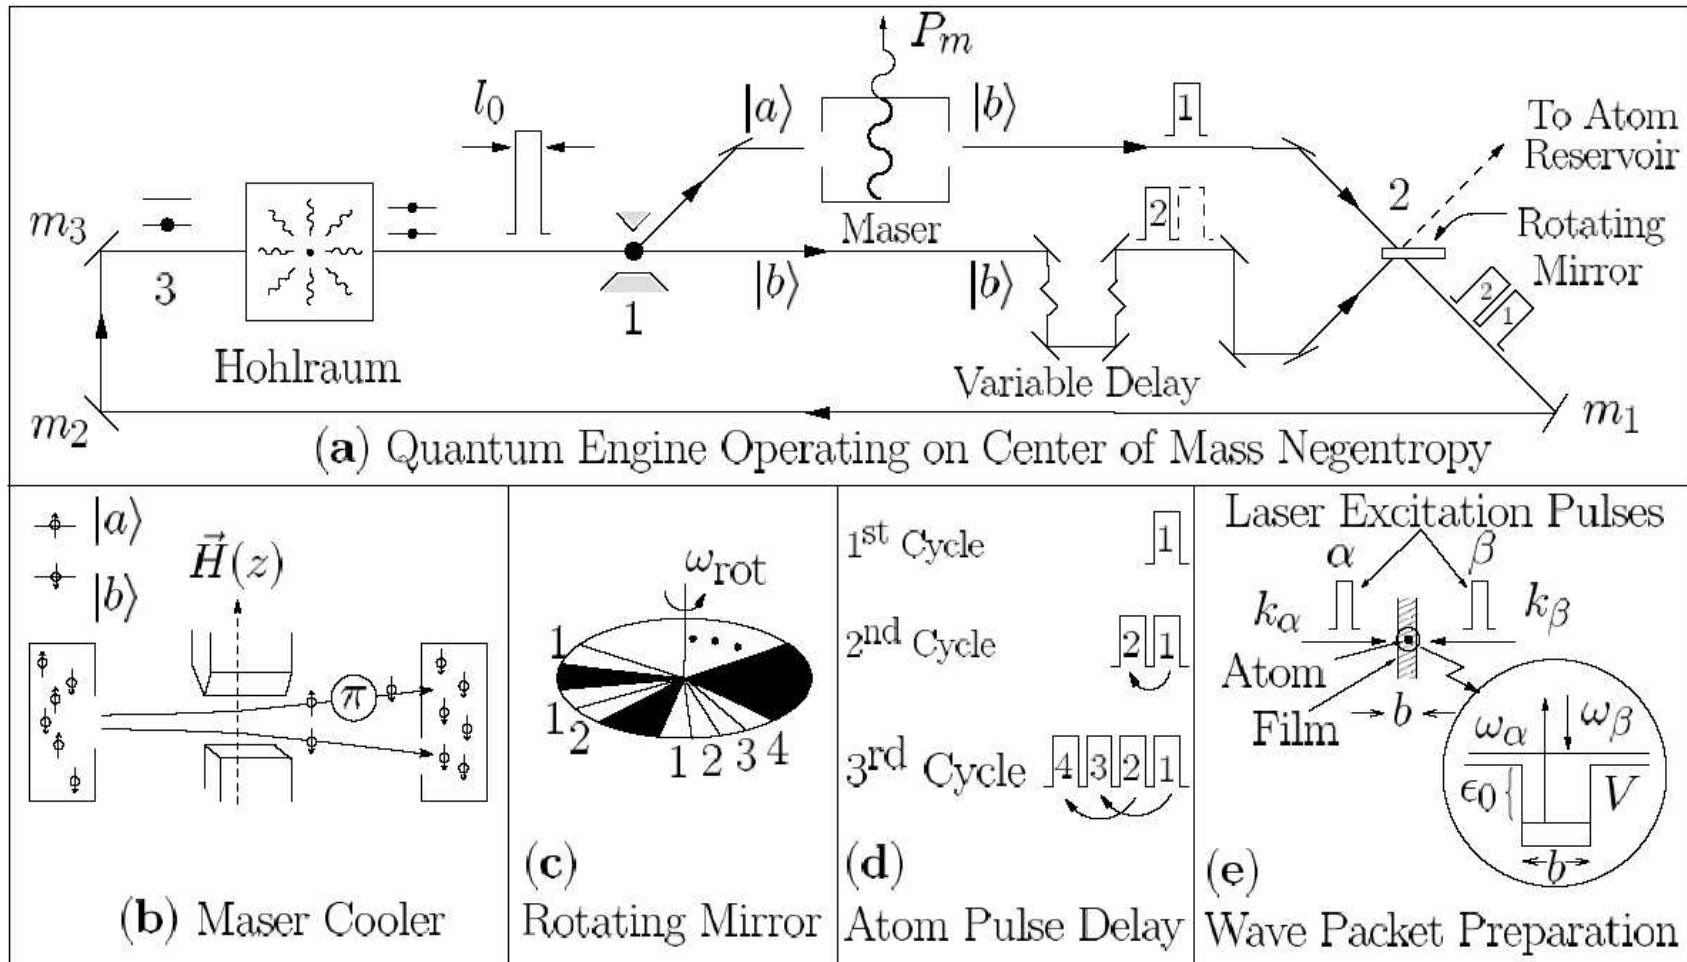 P_m
l_0
|a⟩
|b⟩
1
To Atom
Reservoir
m_3
3
2
2
Rotating
Mirror
Maser
1
|b⟩
|b⟩
2
1
Hohlraum
Variable Delay
m_2
m_1
(a) Quantum Engine Operating on Center of Mass Negentropy
|a⟩
|b⟩
H⃗(z)
π
(b) Maser Cooler
ω_rot
1
1
2
1
2
3
4
(c)
Rotating Mirror
1st Cycle
1
2nd Cycle
2
1
3rd Cycle
4
3
2
1
(d)
Atom Pulse Delay
Laser Excitation Pulses
α
β
k_α
k_β
Atom
Film
b
ω_α
ω_β
ϵ_0
V
b
(e)
Wave Packet Preparation